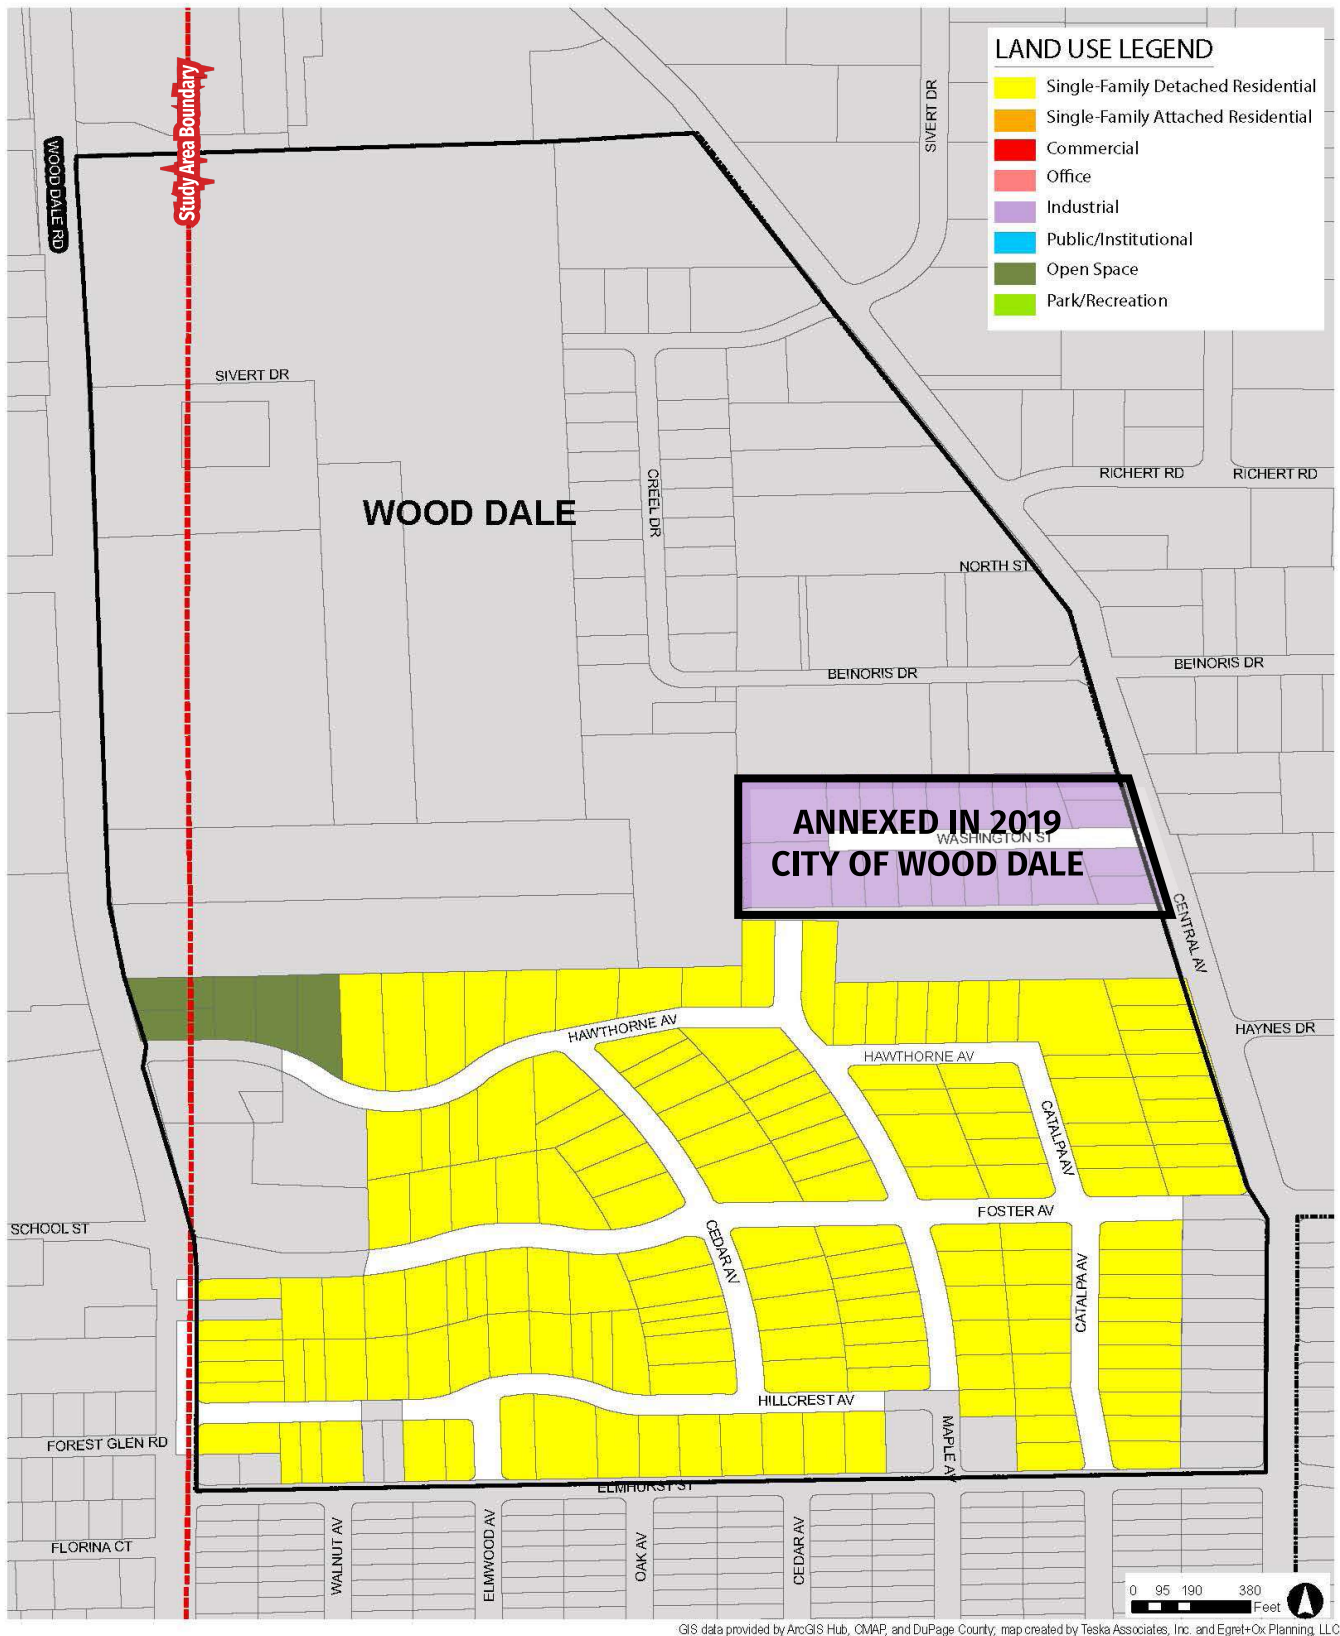 LAND USE LEGEND
Single-Family Detached Residential
Single-Family Attached Residential
Commercial
Office
Industrial
Public/Institutional
Open Space
Park/Recreation
Study Area Boundary
WOOD DALE RD
SIVERT DR
SIVERT DR
WOOD DALE
CREEL DR
RICHERT RD
RICHERT RD
NORTH ST
BEINORIS DR
BEINORIS DR
ANNEXED IN 2019
WASHINGTON ST
CITY OF WOOD DALE
CENTRAL AV
HAWTHORNE AV
HAYNES DR
HAWTHORNE AV
CATALPA AV
SCHOOL ST
FOSTER AV
CEDAR AV
CATALPA AV
HILLCREST AV
FOREST GLEN RD
MAPLE AV
ELMHURST ST
FLORINA CT
WALNUT AV
ELMWOOD AV
OAK AV
CEDAR AV
0 95 190 380
Feet
GIS data provided by ArcGIS Hub, CMAP, and DuPage County; map created by Teska Associates, Inc. and Egret+Ox Planning, LLC